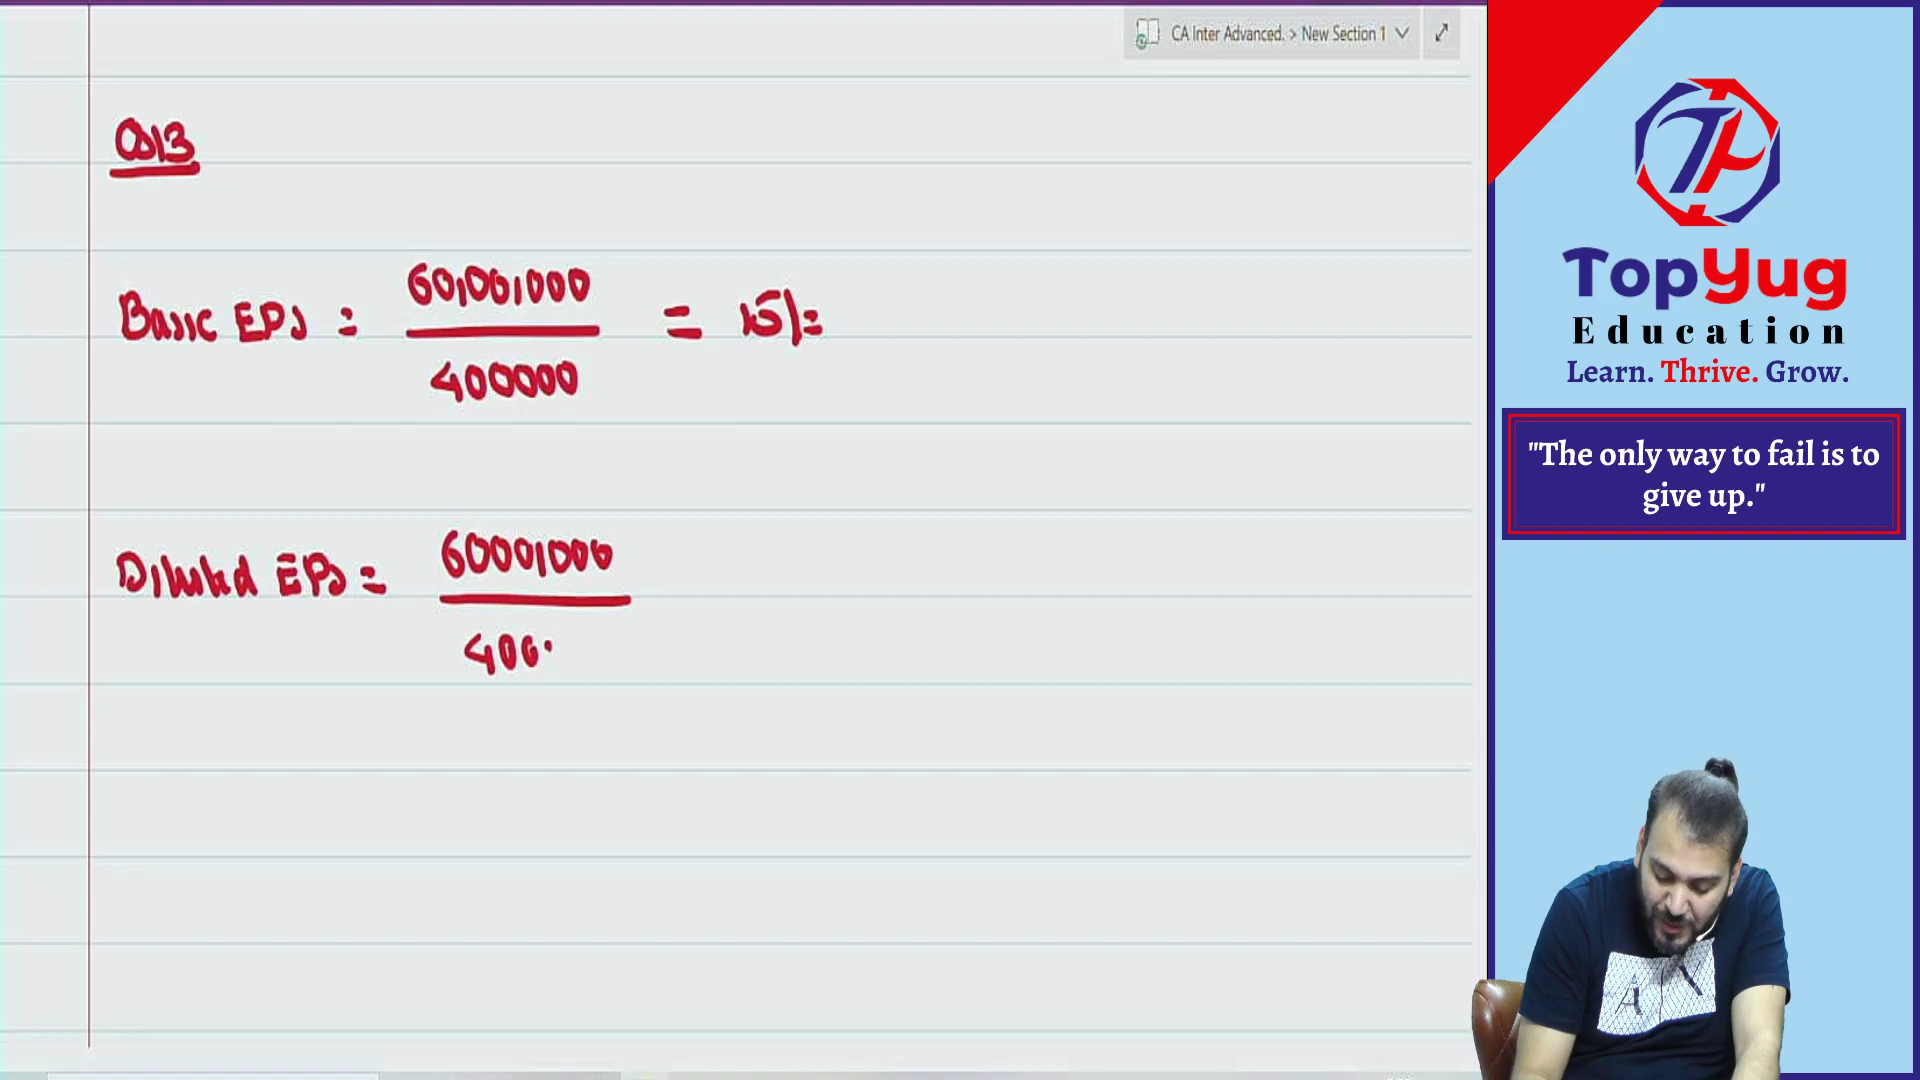 CA Inter Advanced. > New Section 1
Q13
Basic EPS = 60,00,000 / 400000 = 15/=
Diluted EPS = 6000,000 / 400
TopYug
Education
Learn. Thrive. Grow.
"The only way to fail is to
give up."
A